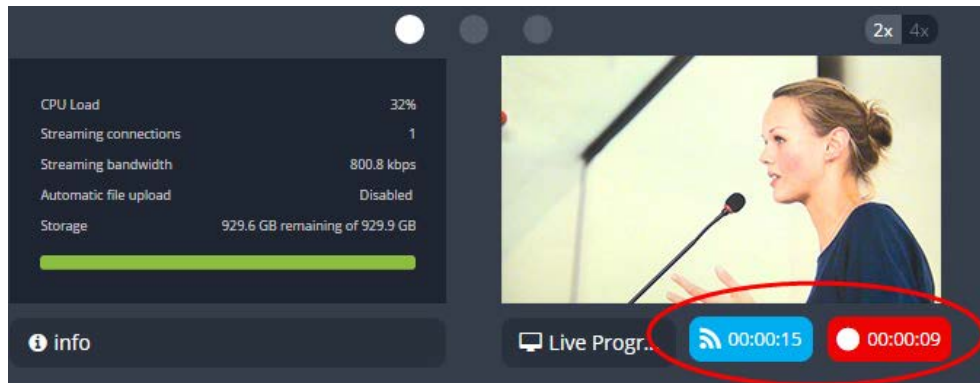 2x 4x
CPU Load 32%
Streaming connections 1
Streaming bandwidth 800.8 kbps
Automatic file upload Disabled
Storage 929.6 GB remaining of 929.9 GB
info
Live Progr... 00:00:15 00:00:09